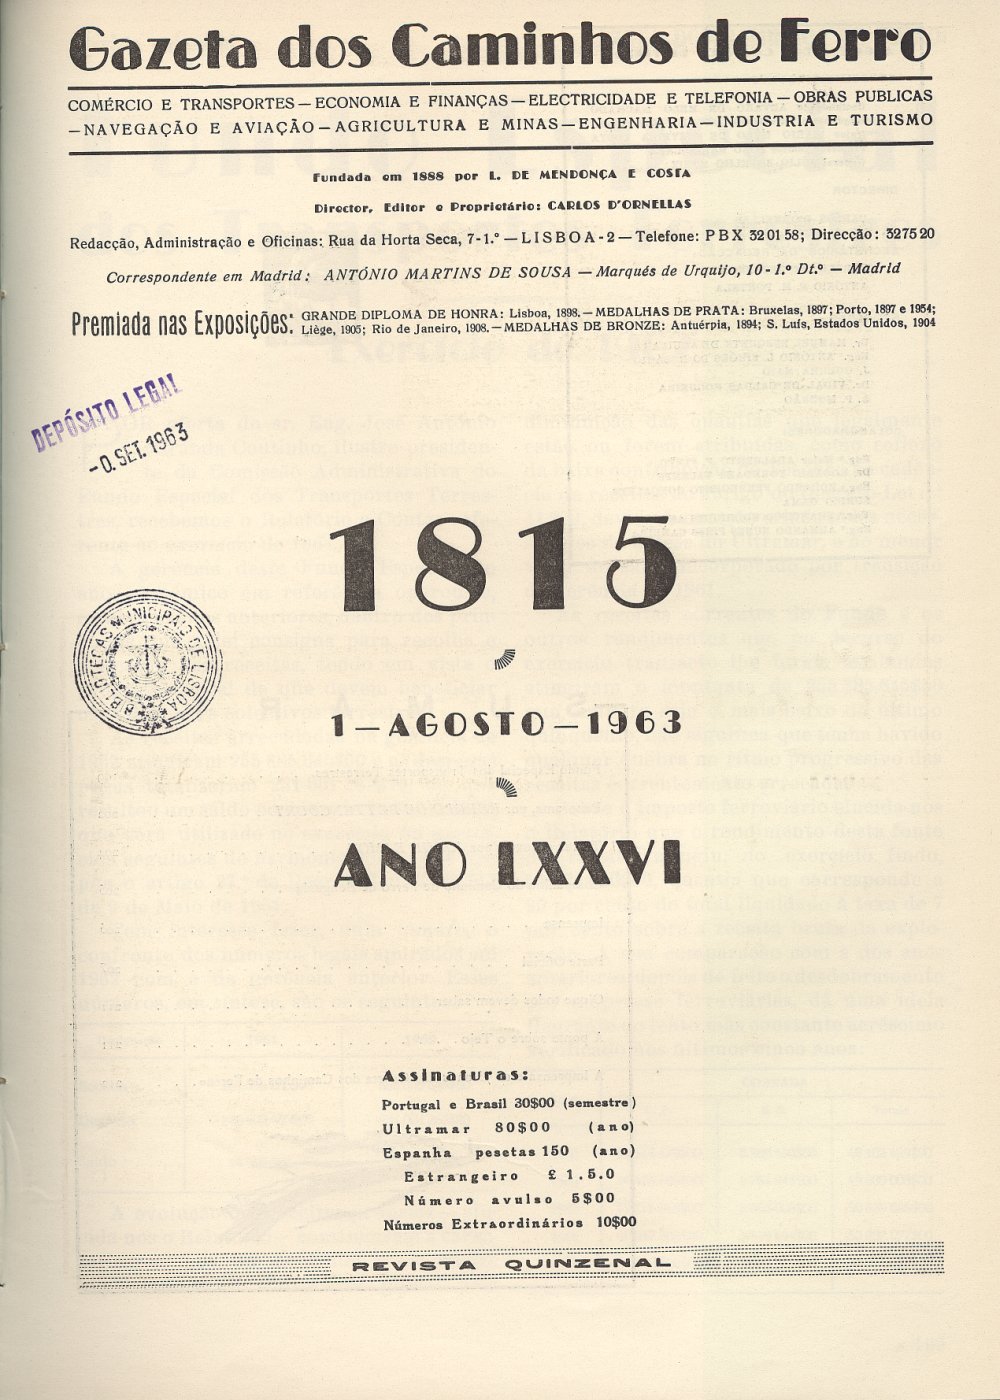 Gazeta dos Caminhos de Ferro
COMÉRCIO E TRANSPORTES — ECONOMIA E FINANÇAS — ELECTRICIDADE E TELEFONIA — OBRAS PUBLICAS
— NAVEGAÇÃO E AVIAÇÃO — AGRICULTURA E MINAS — ENGENHARIA — INDUSTRIA E TURISMO
Fundada em 1888 por L. DE MENDONÇA E COSTA
Director, Editor e Proprietário: CARLOS D'ORNELLAS
Redacção, Administração e Oficinas: Rua da Horta Seca, 7-1.º — LISBOA-2 — Telefone: PBX 320158; Direcção: 327520
Correspondente em Madrid: ANTÓNIO MARTINS DE SOUSA — Marqués de Urquijo, 10-1.º Dt.º — Madrid
Premiada nas Exposições: GRANDE DIPLOMA DE HONRA: Lisboa, 1898. — MEDALHAS DE PRATA: Bruxelas, 1897; Porto, 1897 e 1934;
Liège, 1905; Rio de Janeiro, 1908. — MEDALHAS DE BRONZE: Antuérpia, 1894; S. Luís, Estados Unidos, 1904
DEPÓSITO LEGAL
-0.SET.1963
1815
BIBLIOTECAS MUNICIPAIS DE LISBOA
1 — AGOSTO — 1963
ANO LXXVI
Assinaturas:
Portugal e Brasil 30$00 (semestre)
Ultramar 80$00 (ano)
Espanha pesetas 150 (ano)
Estrangeiro £ 1.5.0
Número avulso 5$00
Números Extraordinários 10$00
REVISTA QUINZENAL